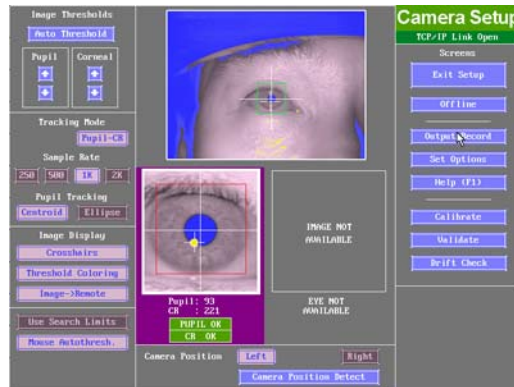 Image Thresholds
Auto Threshold
Pupil
Corneal
Tracking Mode
Pupil-CR
Sample Rate
250 500 1K 2K
Pupil Tracking
Centroid Ellipse
Image Display
Crosshairs
Threshold Coloring
Image->Remote
Use Search Limits
Mouse Autothresh.
IMAGE NOT
AVAILABLE
Pupil: 93
CR : 221
PUPIL OK
CR OK
EYE NOT
AVAILABLE
Camera Position Left Right
Camera Position Detect
Camera Setup
TCP/IP Link Open
Screens
Exit Setup
Offline
Output/Record
Set Options
Help (F1)
Calibrate
Validate
Drift Check